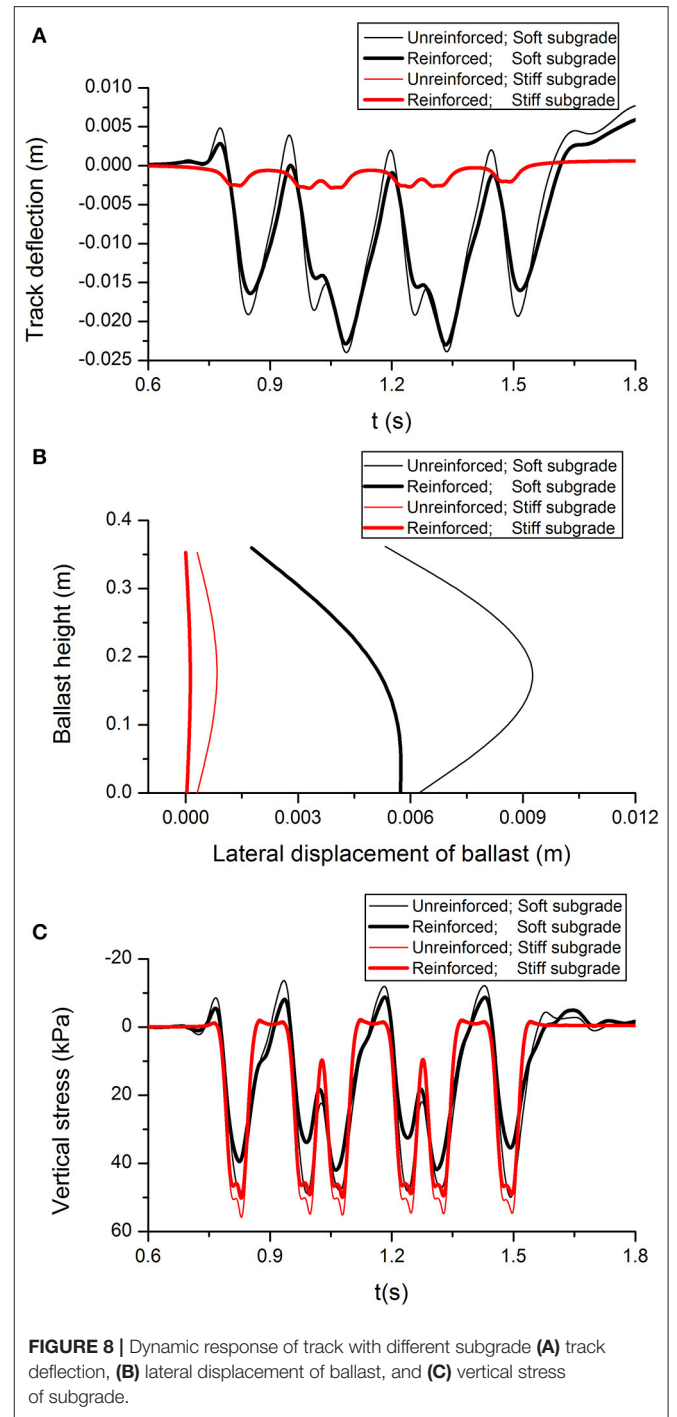 A
Unreinforced; Soft subgrade
Reinforced; Soft subgrade
Unreinforced; Stiff subgrade
Reinforced; Stiff subgrade
0.010
0.005
0.000
-0.005
-0.010
-0.015
-0.020
-0.025
Track deflection (m)
0.6 0.9 1.2 1.5 1.8
t (s)
B
Unreinforced; Soft subgrade
Reinforced; Soft subgrade
Unreinforced; Stiff subgrade
Reinforced; Stiff subgrade
0.4
0.3
0.2
0.1
0.0
Ballast height (m)
0.000 0.003 0.006 0.009 0.012
Lateral displacement of ballast (m)
C
Unreinforced; Soft subgrade
Reinforced; Soft subgrade
Unreinforced; Stiff subgrade
Reinforced; Stiff subgrade
-20
0
20
40
60
Vertical stress (kPa)
0.6 0.9 1.2 1.5 1.8
t(s)
FIGURE 8 | Dynamic response of track with different subgrade (A) track
deflection, (B) lateral displacement of ballast, and (C) vertical stress
of subgrade.